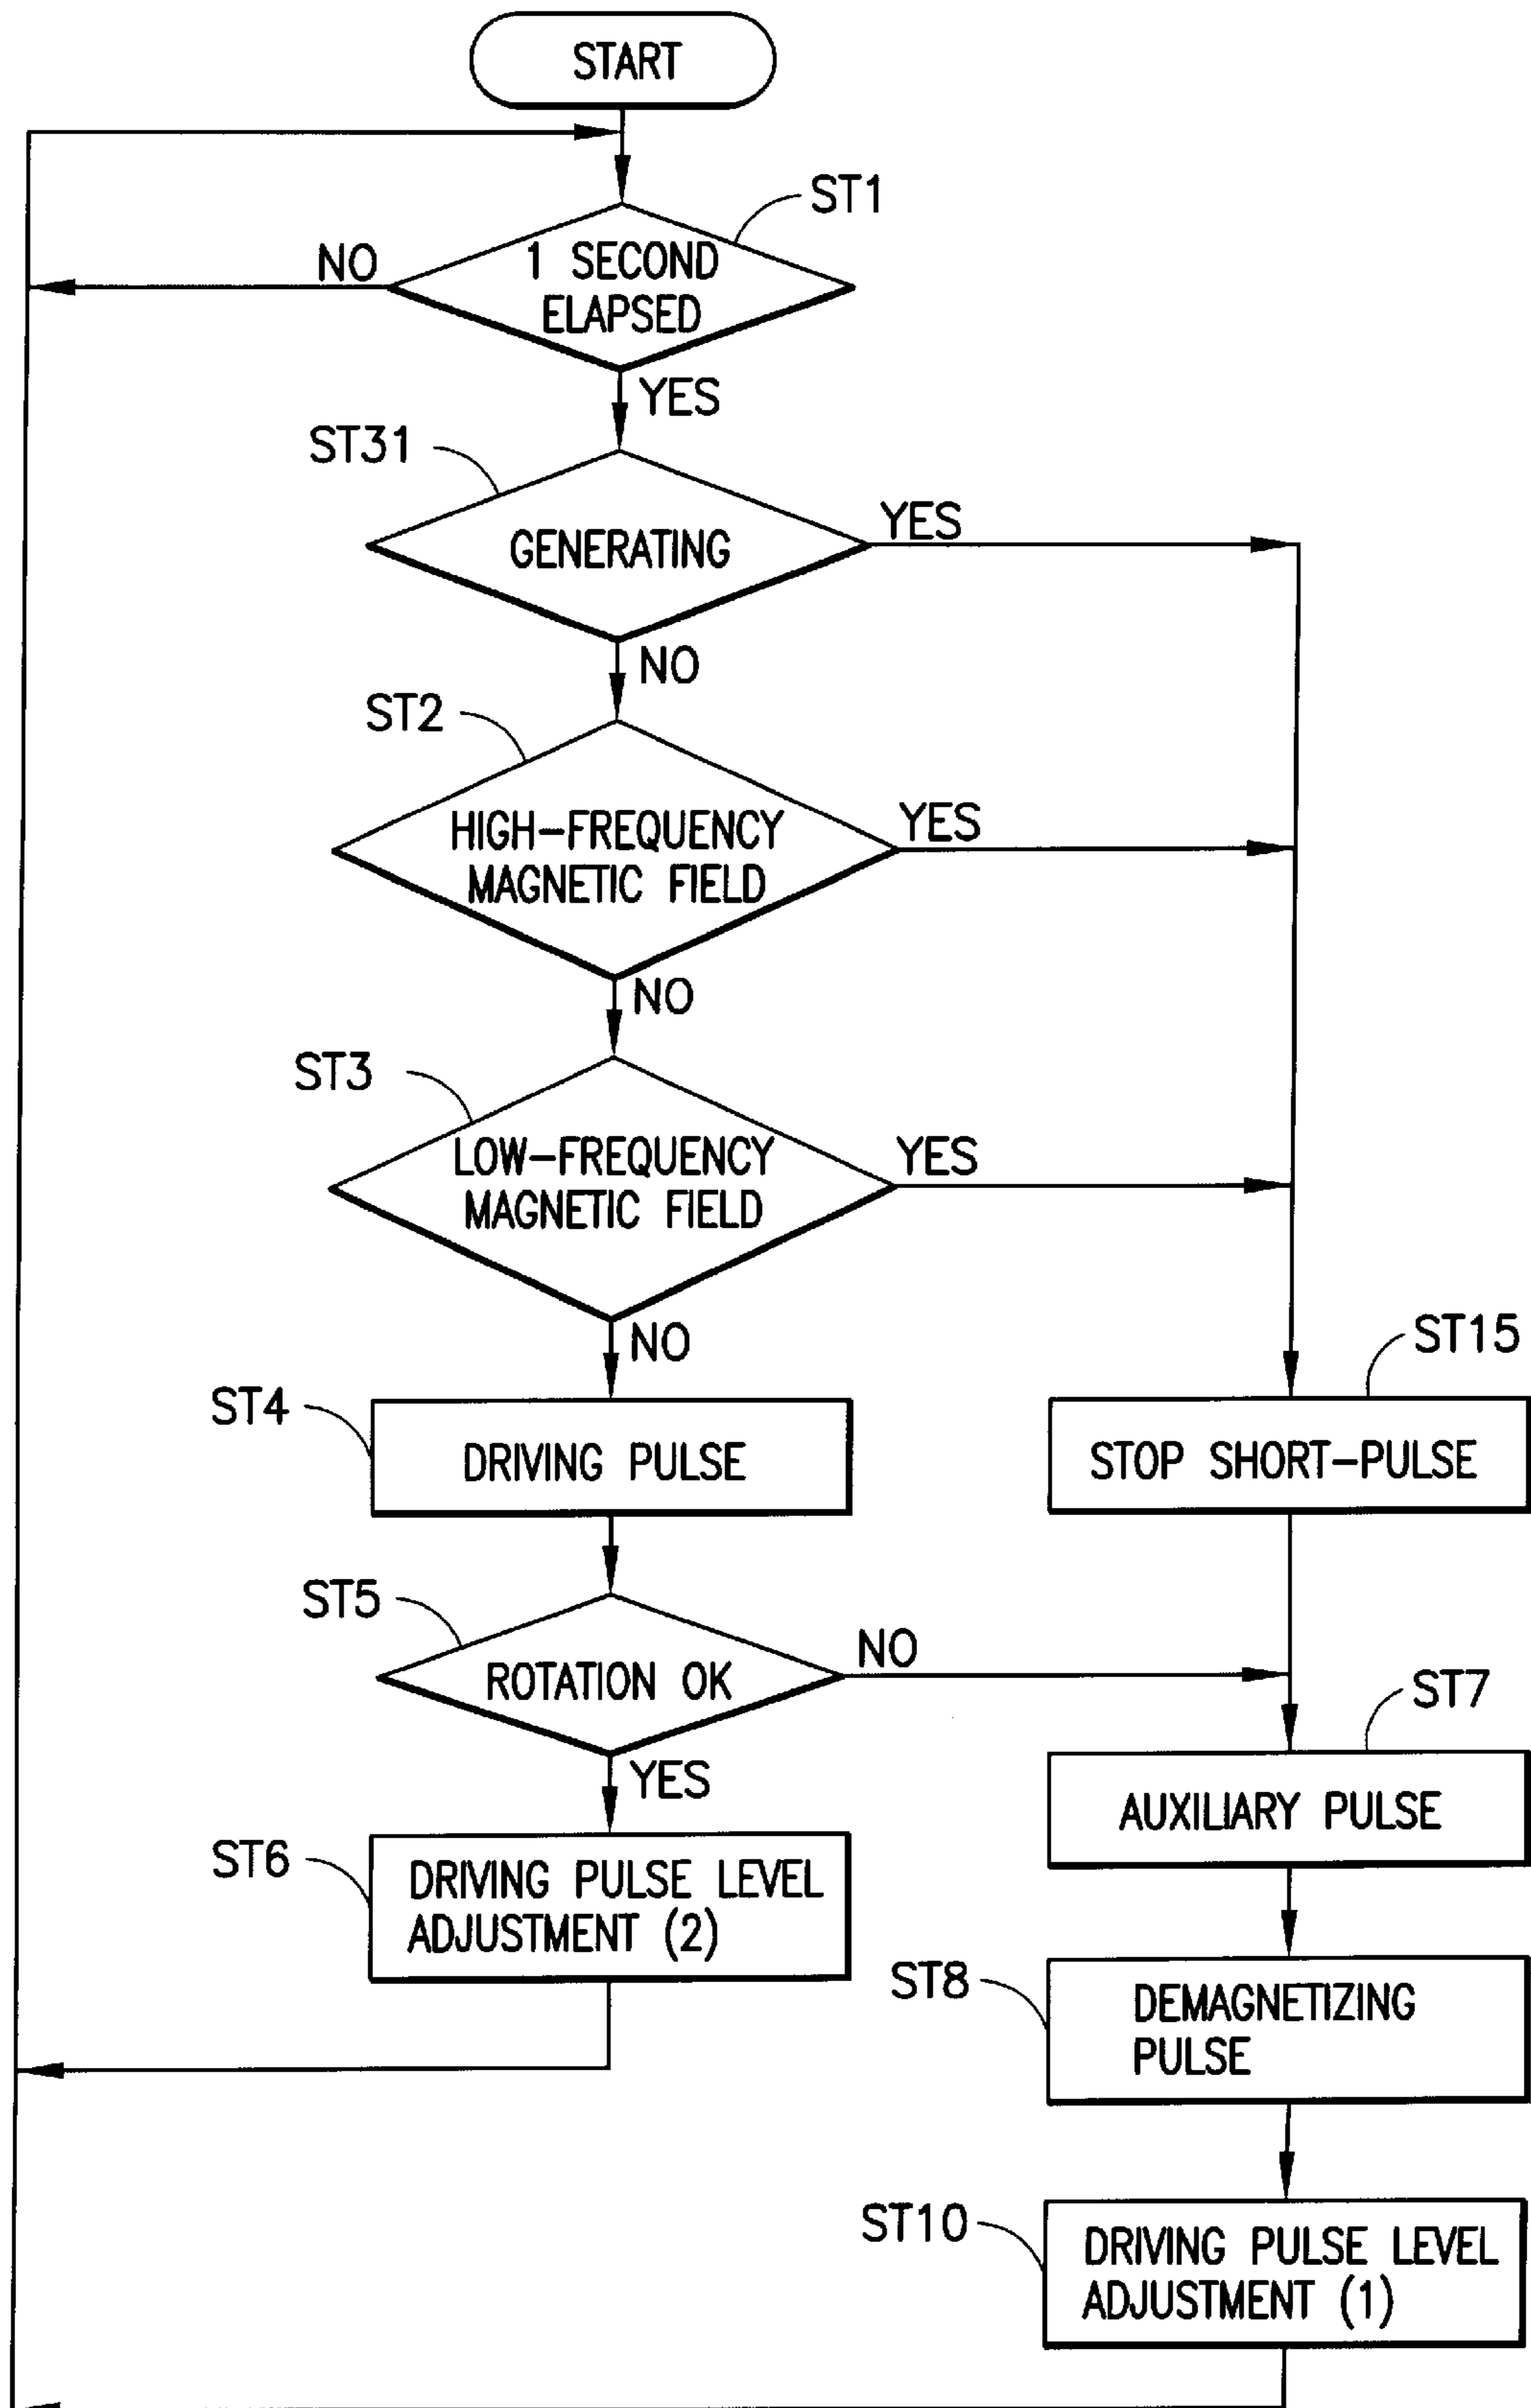 START
ST1
NO
1 SECOND
ELAPSED
YES
ST31
GENERATING
YES
NO
ST2
HIGH-FREQUENCY
MAGNETIC FIELD
YES
NO
ST3
LOW-FREQUENCY
MAGNETIC FIELD
YES
NO
ST15
ST4
DRIVING PULSE
STOP SHORT-PULSE
ST5
ROTATION OK
NO
ST7
YES
AUXILIARY PULSE
ST6
DRIVING PULSE LEVEL
ADJUSTMENT (2)
ST8
DEMAGNETIZING
PULSE
ST10
DRIVING PULSE LEVEL
ADJUSTMENT (1)